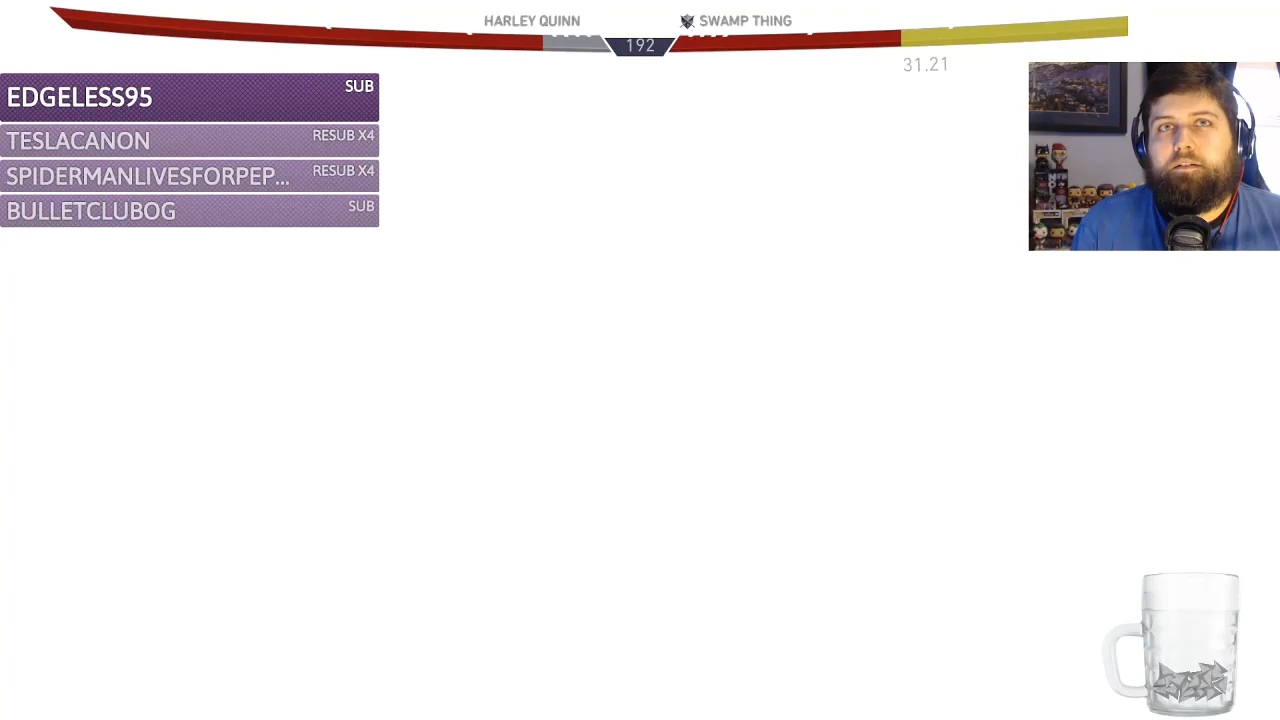 HARLEY QUINN
SWAMP THING
192
31.21
EDGELESS95
SUB
TESLACANON
RESUB X4
SPIDERMANLIVESFORPEP...
RESUB X4
BULLETCLUBOG
SUB